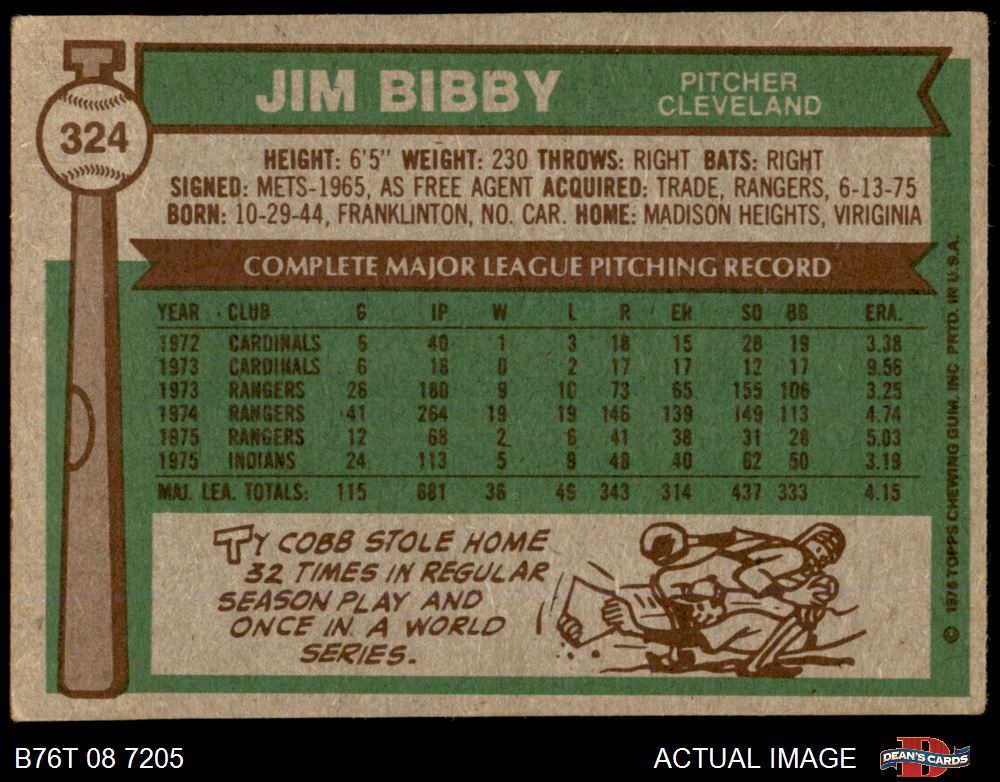 324
JIM BIBBY
PITCHER
CLEVELAND
HEIGHT: 6'5" WEIGHT: 230 THROWS: RIGHT BATS: RIGHT
SIGNED: METS-1965, AS FREE AGENT ACQUIRED: TRADE, RANGERS, 6-13-75
BORN: 10-29-44, FRANKLINTON, NO. CAR. HOME: MADISON HEIGHTS, VIRIGINIA
COMPLETE MAJOR LEAGUE PITCHING RECORD
YEAR CLUB G IP W L R ER SO BB ERA.
1972 CARDINALS 6 40 1 3 18 15 28 19 3.38
1973 CARDINALS 6 16 0 2 17 17 12 17 9.56
1973 RANGERS 26 180 9 10 73 65 155 106 3.25
1974 RANGERS 41 264 19 19 146 139 149 113 4.74
1975 RANGERS 12 68 2 6 41 38 31 28 5.03
1975 INDIANS 24 113 5 9 48 40 62 50 3.19
MAJ. LEA. TOTALS: 115 681 36 49 343 314 437 333 4.15
TY COBB STOLE HOME
32 TIMES IN REGULAR
SEASON PLAY AND
ONCE IN A WORLD
SERIES.
© 1976 TOPPS CHEWING GUM, INC PRTD. IN U.S.A.
B76T 08 7205
ACTUAL IMAGE
D
DEAN'S CARDS